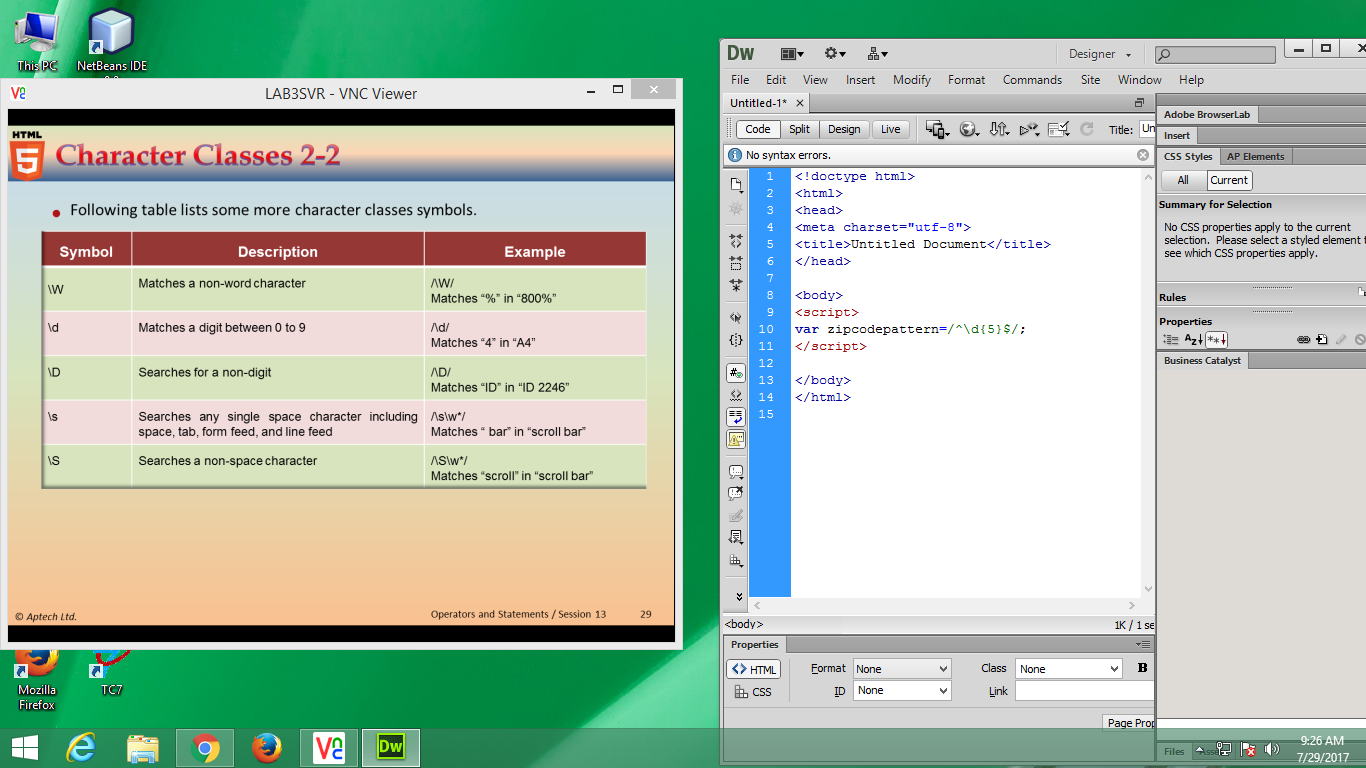 This PC
NetBeans IDE
LAB3SVR - VNC Viewer
HTML
5
Character Classes 2-2
Following table lists some more character classes symbols.
Symbol Description Example
\W Matches a non-word character /\W/
Matches “%” in “800%”
\d Matches a digit between 0 to 9 /\d/
Matches “4” in “A4”
\D Searches for a non-digit /\D/
Matches “ID” in “ID 2246”
\s Searches any single space character including /\s\w*/
space, tab, form feed, and line feed Matches “ bar” in “scroll bar”
\S Searches a non-space character /\S\w*/
Matches “scroll” in “scroll bar”
© Aptech Ltd. Operators and Statements / Session 13 29
Mozilla
Firefox
TC7
Dw Designer
File Edit View Insert Modify Format Commands Site Window Help
Untitled-1*
Code Split Design Live Title: Un
No syntax errors.
1 <!doctype html>
2 <html>
3 <head>
4 <meta charset="utf-8">
5 <title>Untitled Document</title>
6 </head>
7
8 <body>
9 <script>
10 var zipcodepattern=/^\d{5}$/;
11 </script>
12
13 </body>
14 </html>
15
<body> 1K / 1 se
Properties
HTML Format None Class None B
CSS ID None Link
Page Prop
Adobe BrowserLab
Insert
CSS Styles AP Elements
All Current
Summary for Selection
No CSS properties apply to the current
selection. Please select a styled element t
see which CSS properties apply.
Rules
Properties
Business Catalyst
Files
Dw
9:26 AM
7/29/2017